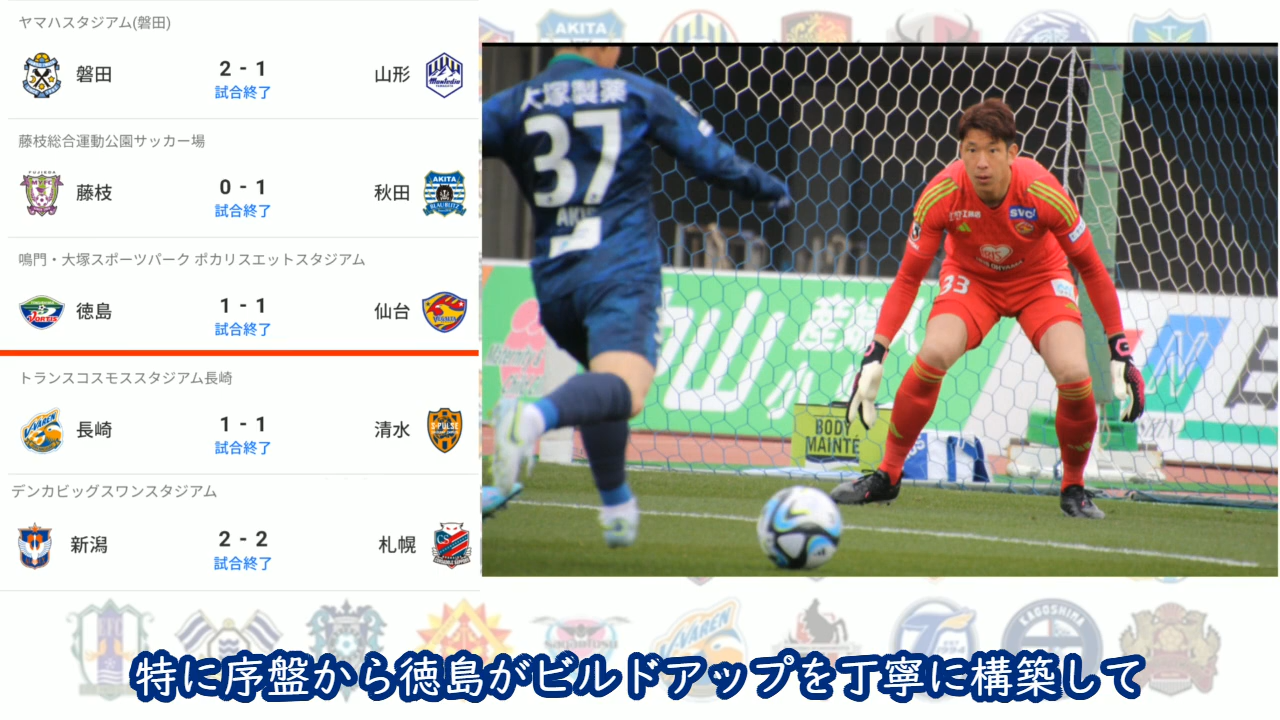 ヤマハスタジアム(磐田)
磐田 2 - 1 山形
試合終了
藤枝総合運動公園サッカー場
藤枝 0 - 1 秋田
試合終了
鳴門・大塚スポーツパーク ポカリスエットスタジアム
徳島 1 - 1 仙台
試合終了
トランスコスモススタジアム長崎
長崎 1 - 1 清水
試合終了
デンカビッグスワンスタジアム
新潟 2 - 2 札幌
試合終了
AKITA
大塚製薬
37
SVC
33
BODY
MAINTÉ
VAREN
KAGOSHIMA
特に序盤から徳島がビルドアップを丁寧に構築して